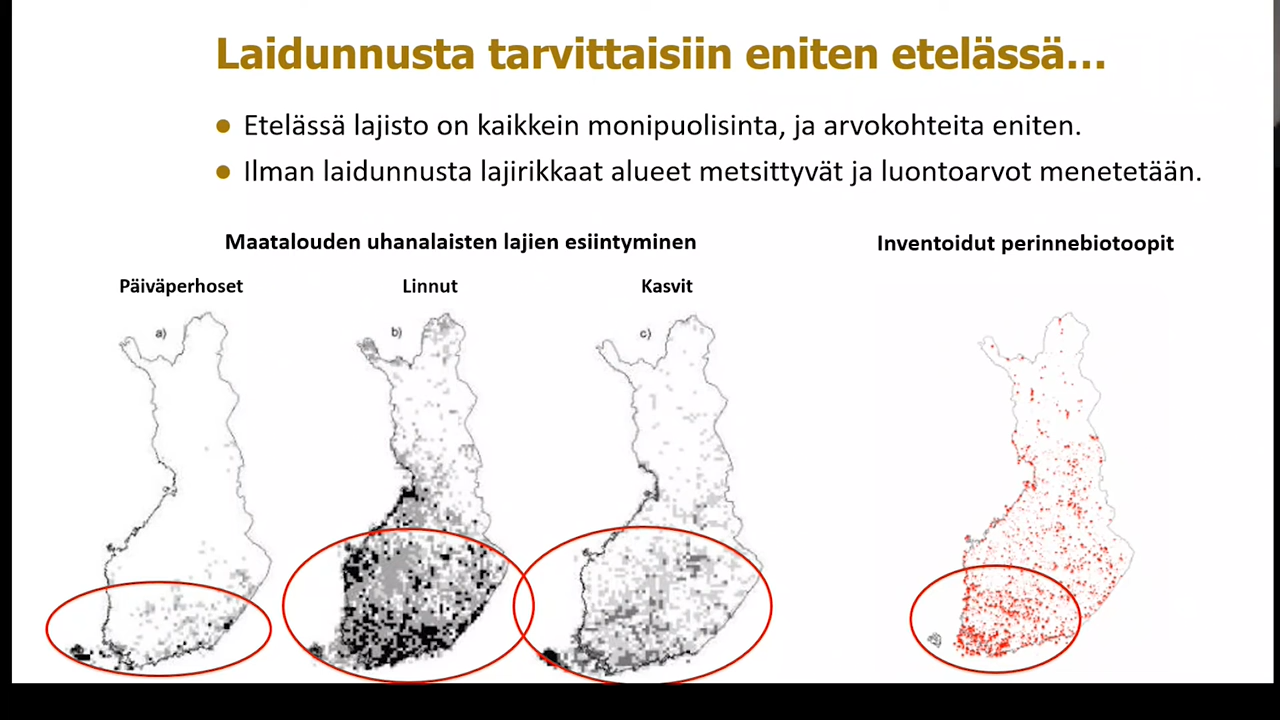 Laidunnusta tarvittaisiin eniten etelässä...
● Etelässä lajisto on kaikkein monipuolisinta, ja arvokohteita eniten.
● Ilman laidunnusta lajirikkaat alueet metsittyvät ja luontoarvot menetetään.
Maatalouden uhanalaisten lajien esiintyminen
Inventoidut perinnebiotoopit
Päiväperhoset
Linnut
Kasvit
a)
b)
c)